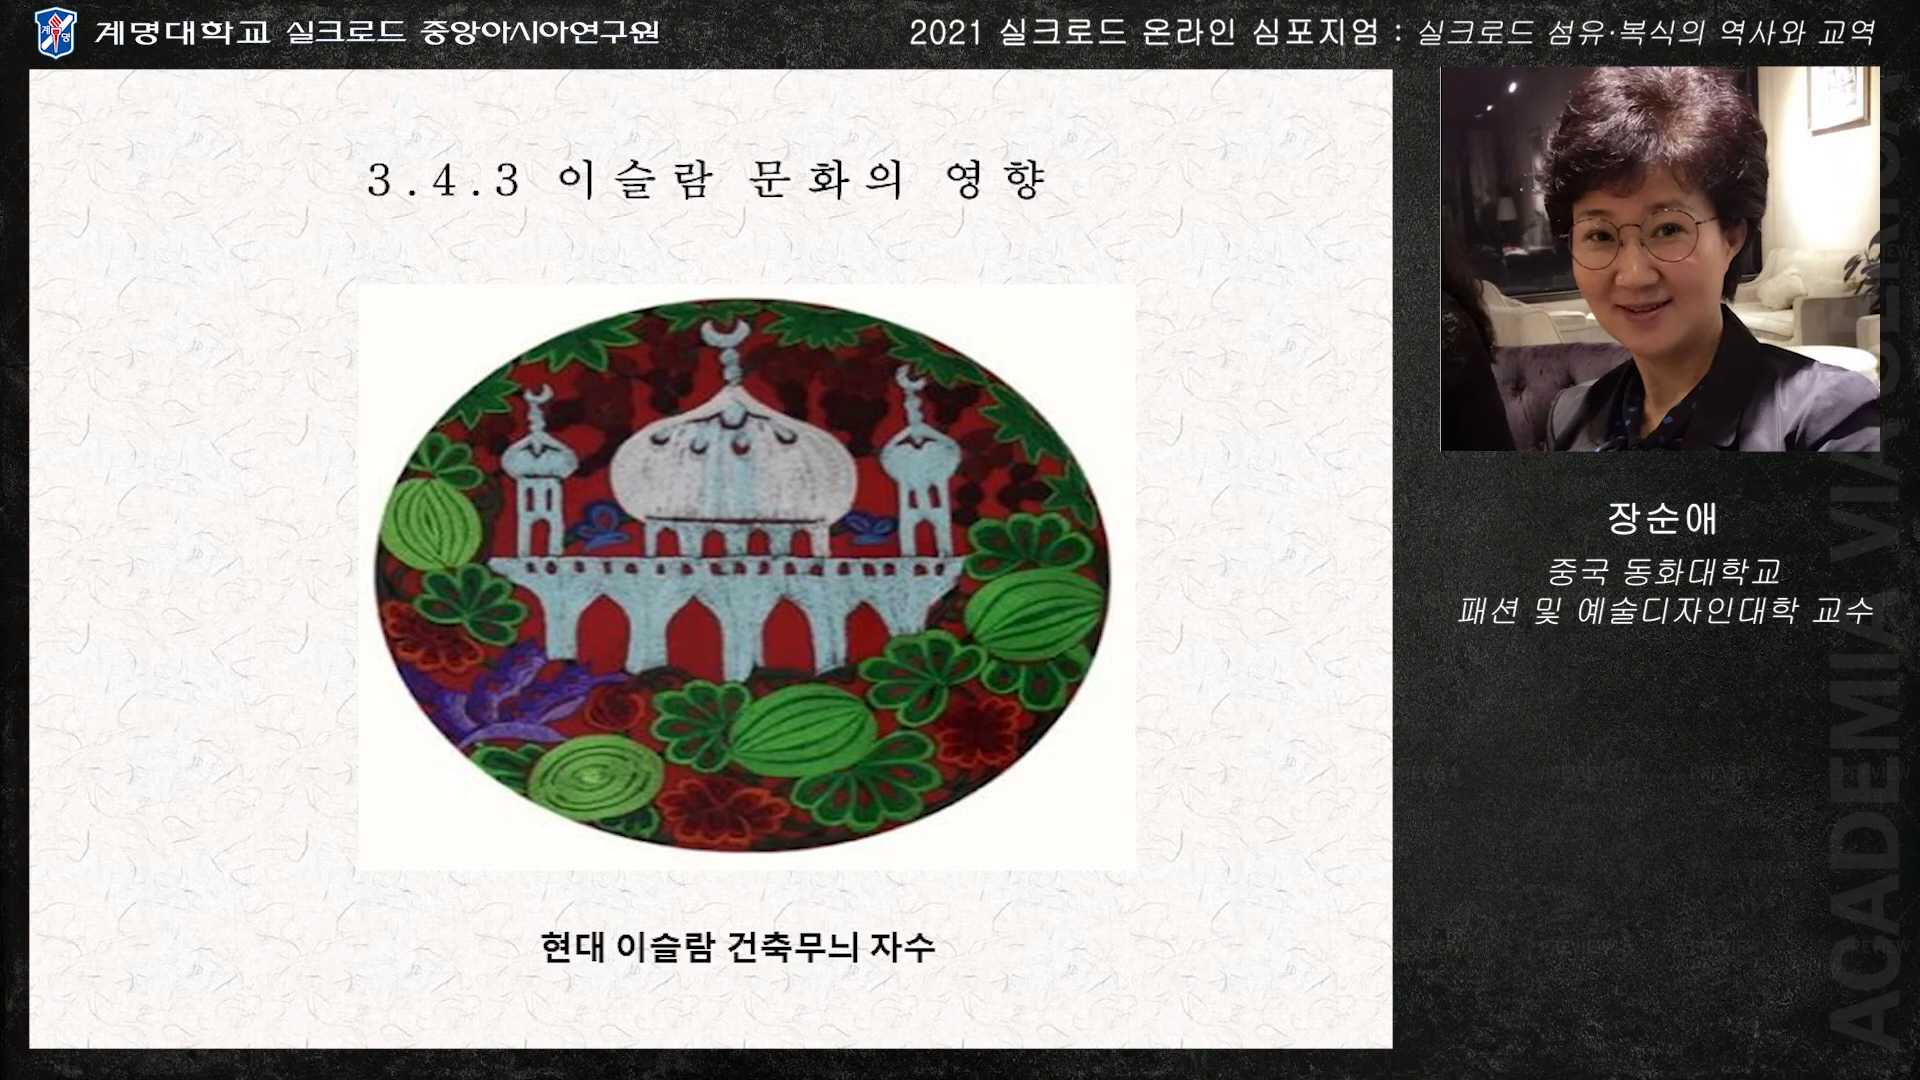 계명대학교 실크로드 중앙아시아연구원
2021 실크로드 온라인 심포지엄 : 실크로드 섬유·복식의 역사와 교역
3.4.3 이슬람 문화의 영향
현대 이슬람 건축무늬 자수
장순애
중국 동화대학교
패션 및 예술디자인대학 교수
ACADEMIA VIA SERICA